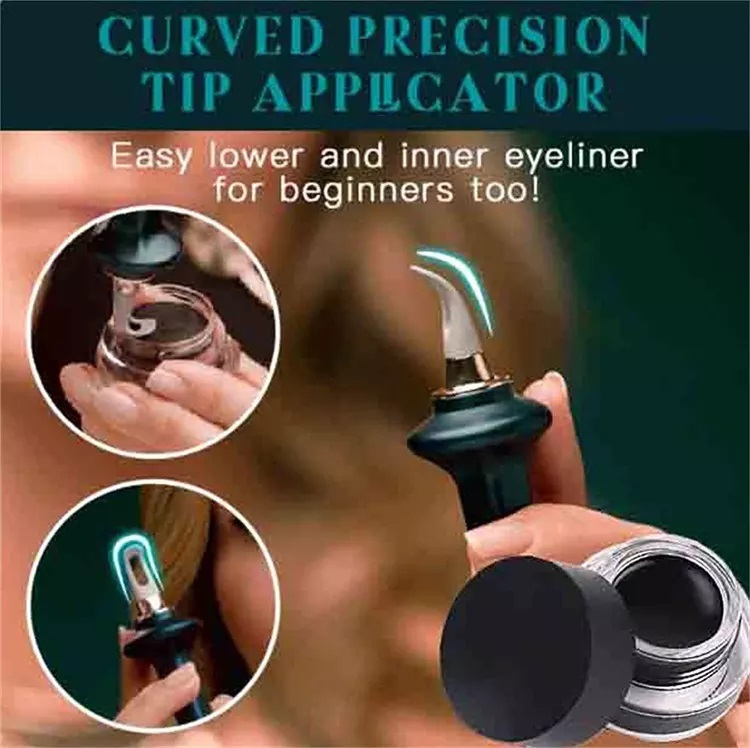 CURVED PRECISION
TIP APPLICATOR
Easy lower and inner eyeliner
for beginners too!